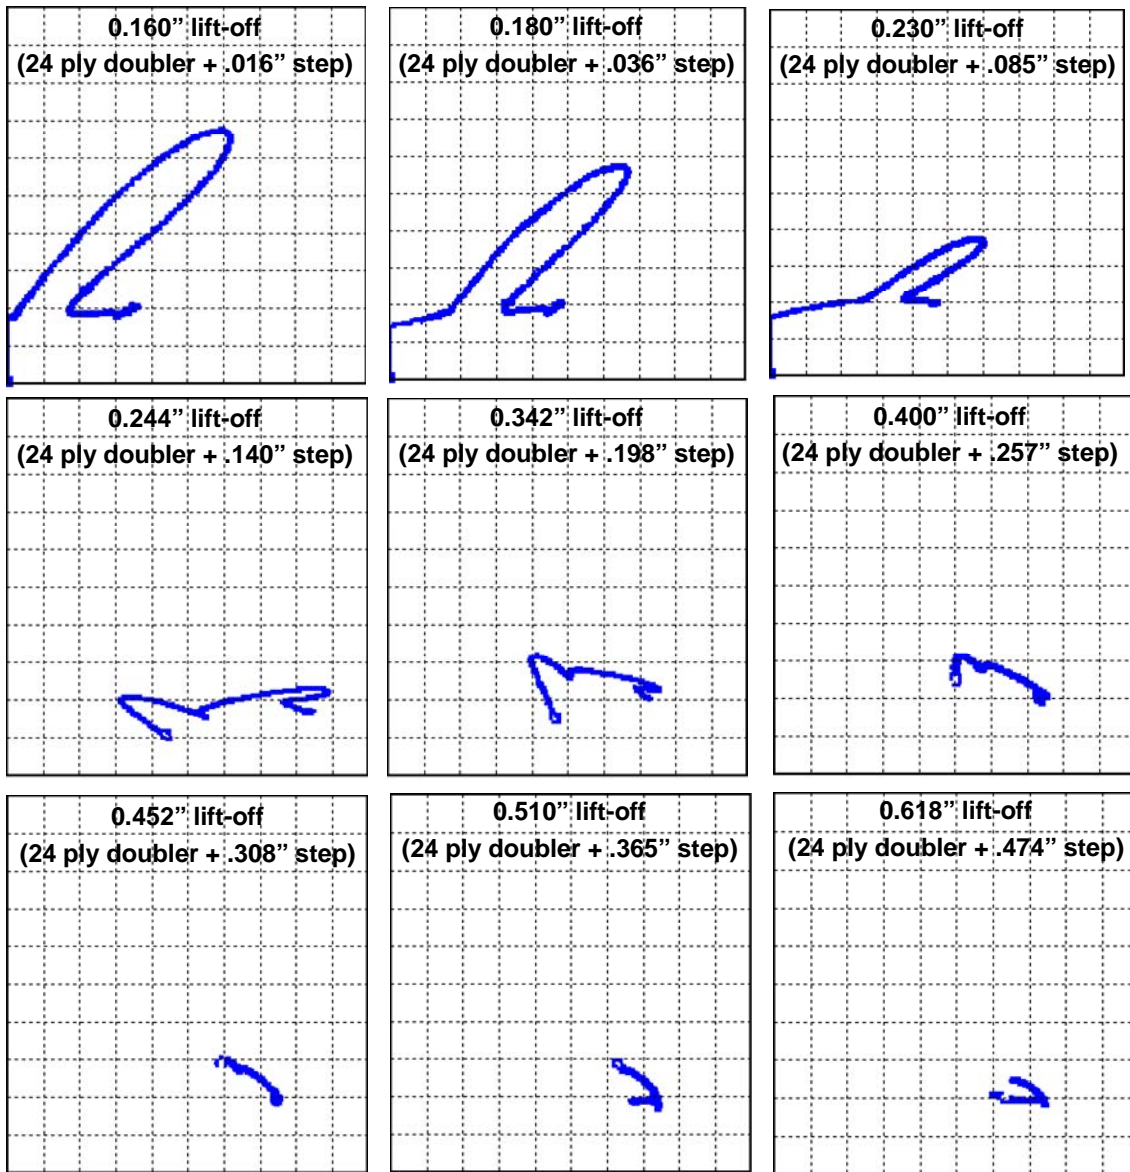 0.160” lift-off
(24 ply doubler + .016” step)
0.180” lift-off
(24 ply doubler + .036” step)
0.230” lift-off
(24 ply doubler + .085” step)
0.244” lift-off
(24 ply doubler + .140” step)
0.342” lift-off
(24 ply doubler + .198” step)
0.400” lift-off
(24 ply doubler + .257” step)
0.452” lift-off
(24 ply doubler + .308” step)
0.510” lift-off
(24 ply doubler + .365” step)
0.618” lift-off
(24 ply doubler + .474” step)